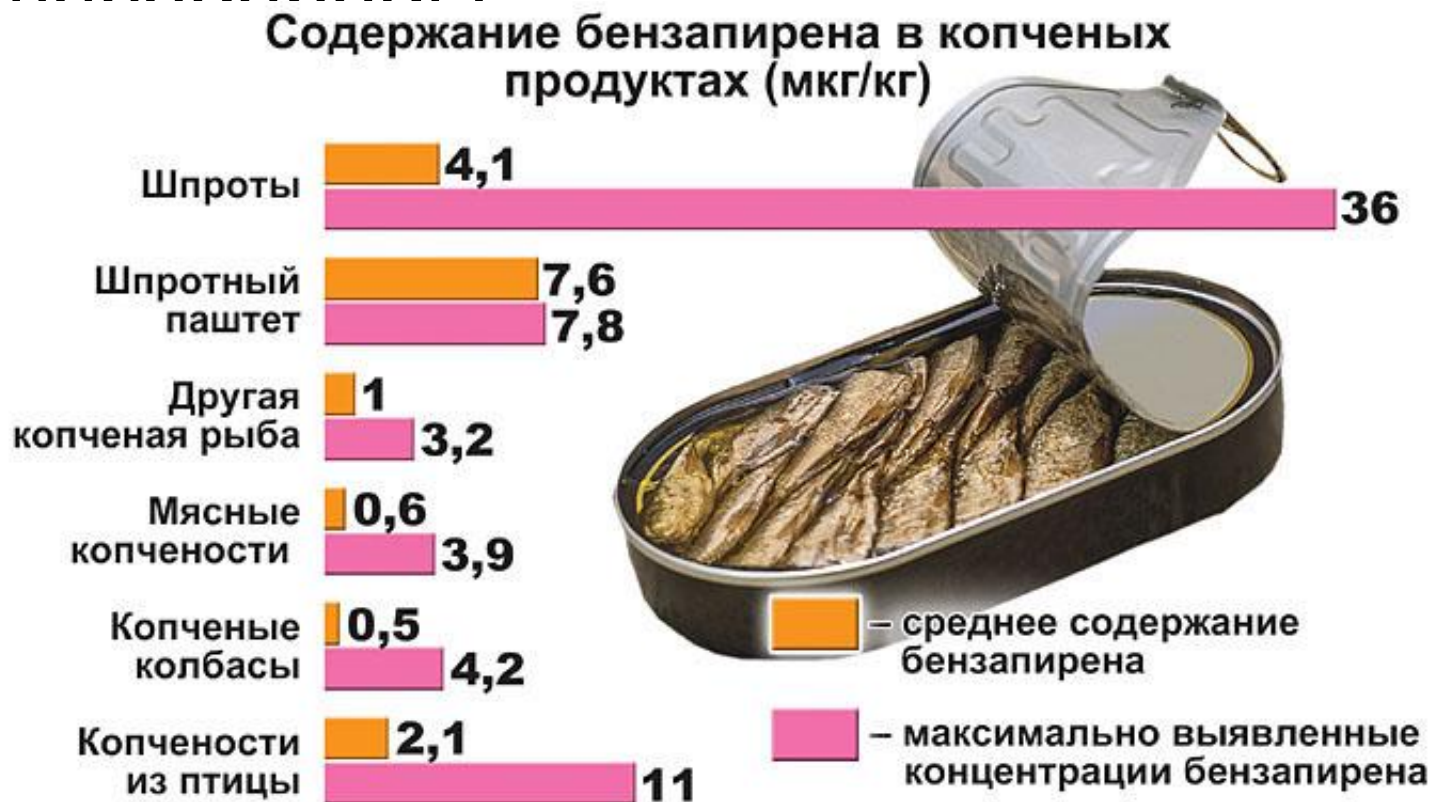 Содержание бензапирена в копченых
продуктах (мкг/кг)
Шпроты
4,1
36
Шпротный
паштет
7,6
7,8
Другая
копченая рыба
1
3,2
Мясные
копчености
0,6
3,9
Копченые
колбасы
0,5
4,2
Копчености
из птицы
2,1
11
– среднее содержание
бензапирена
– максимально выявленные
концентрации бензапирена